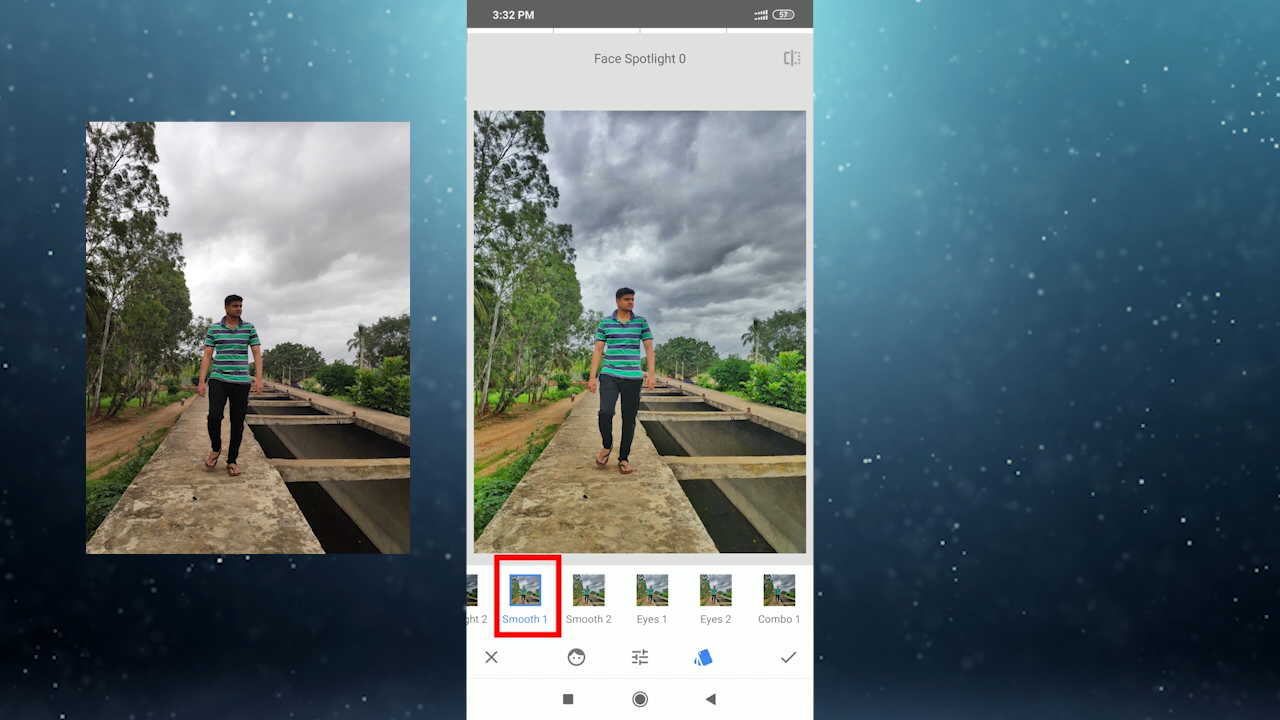 3:32 PM
57
Face Spotlight 0
ght 2
Smooth 1
Smooth 2
Eyes 1
Eyes 2
Combo 1